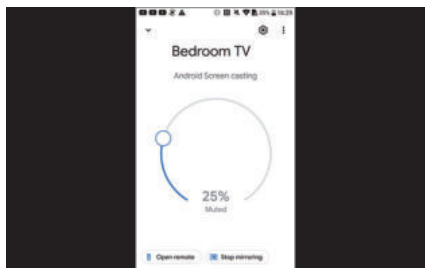 Bedroom TV
Android Screen casting
25%
Muted
Open remote Stop mirroring